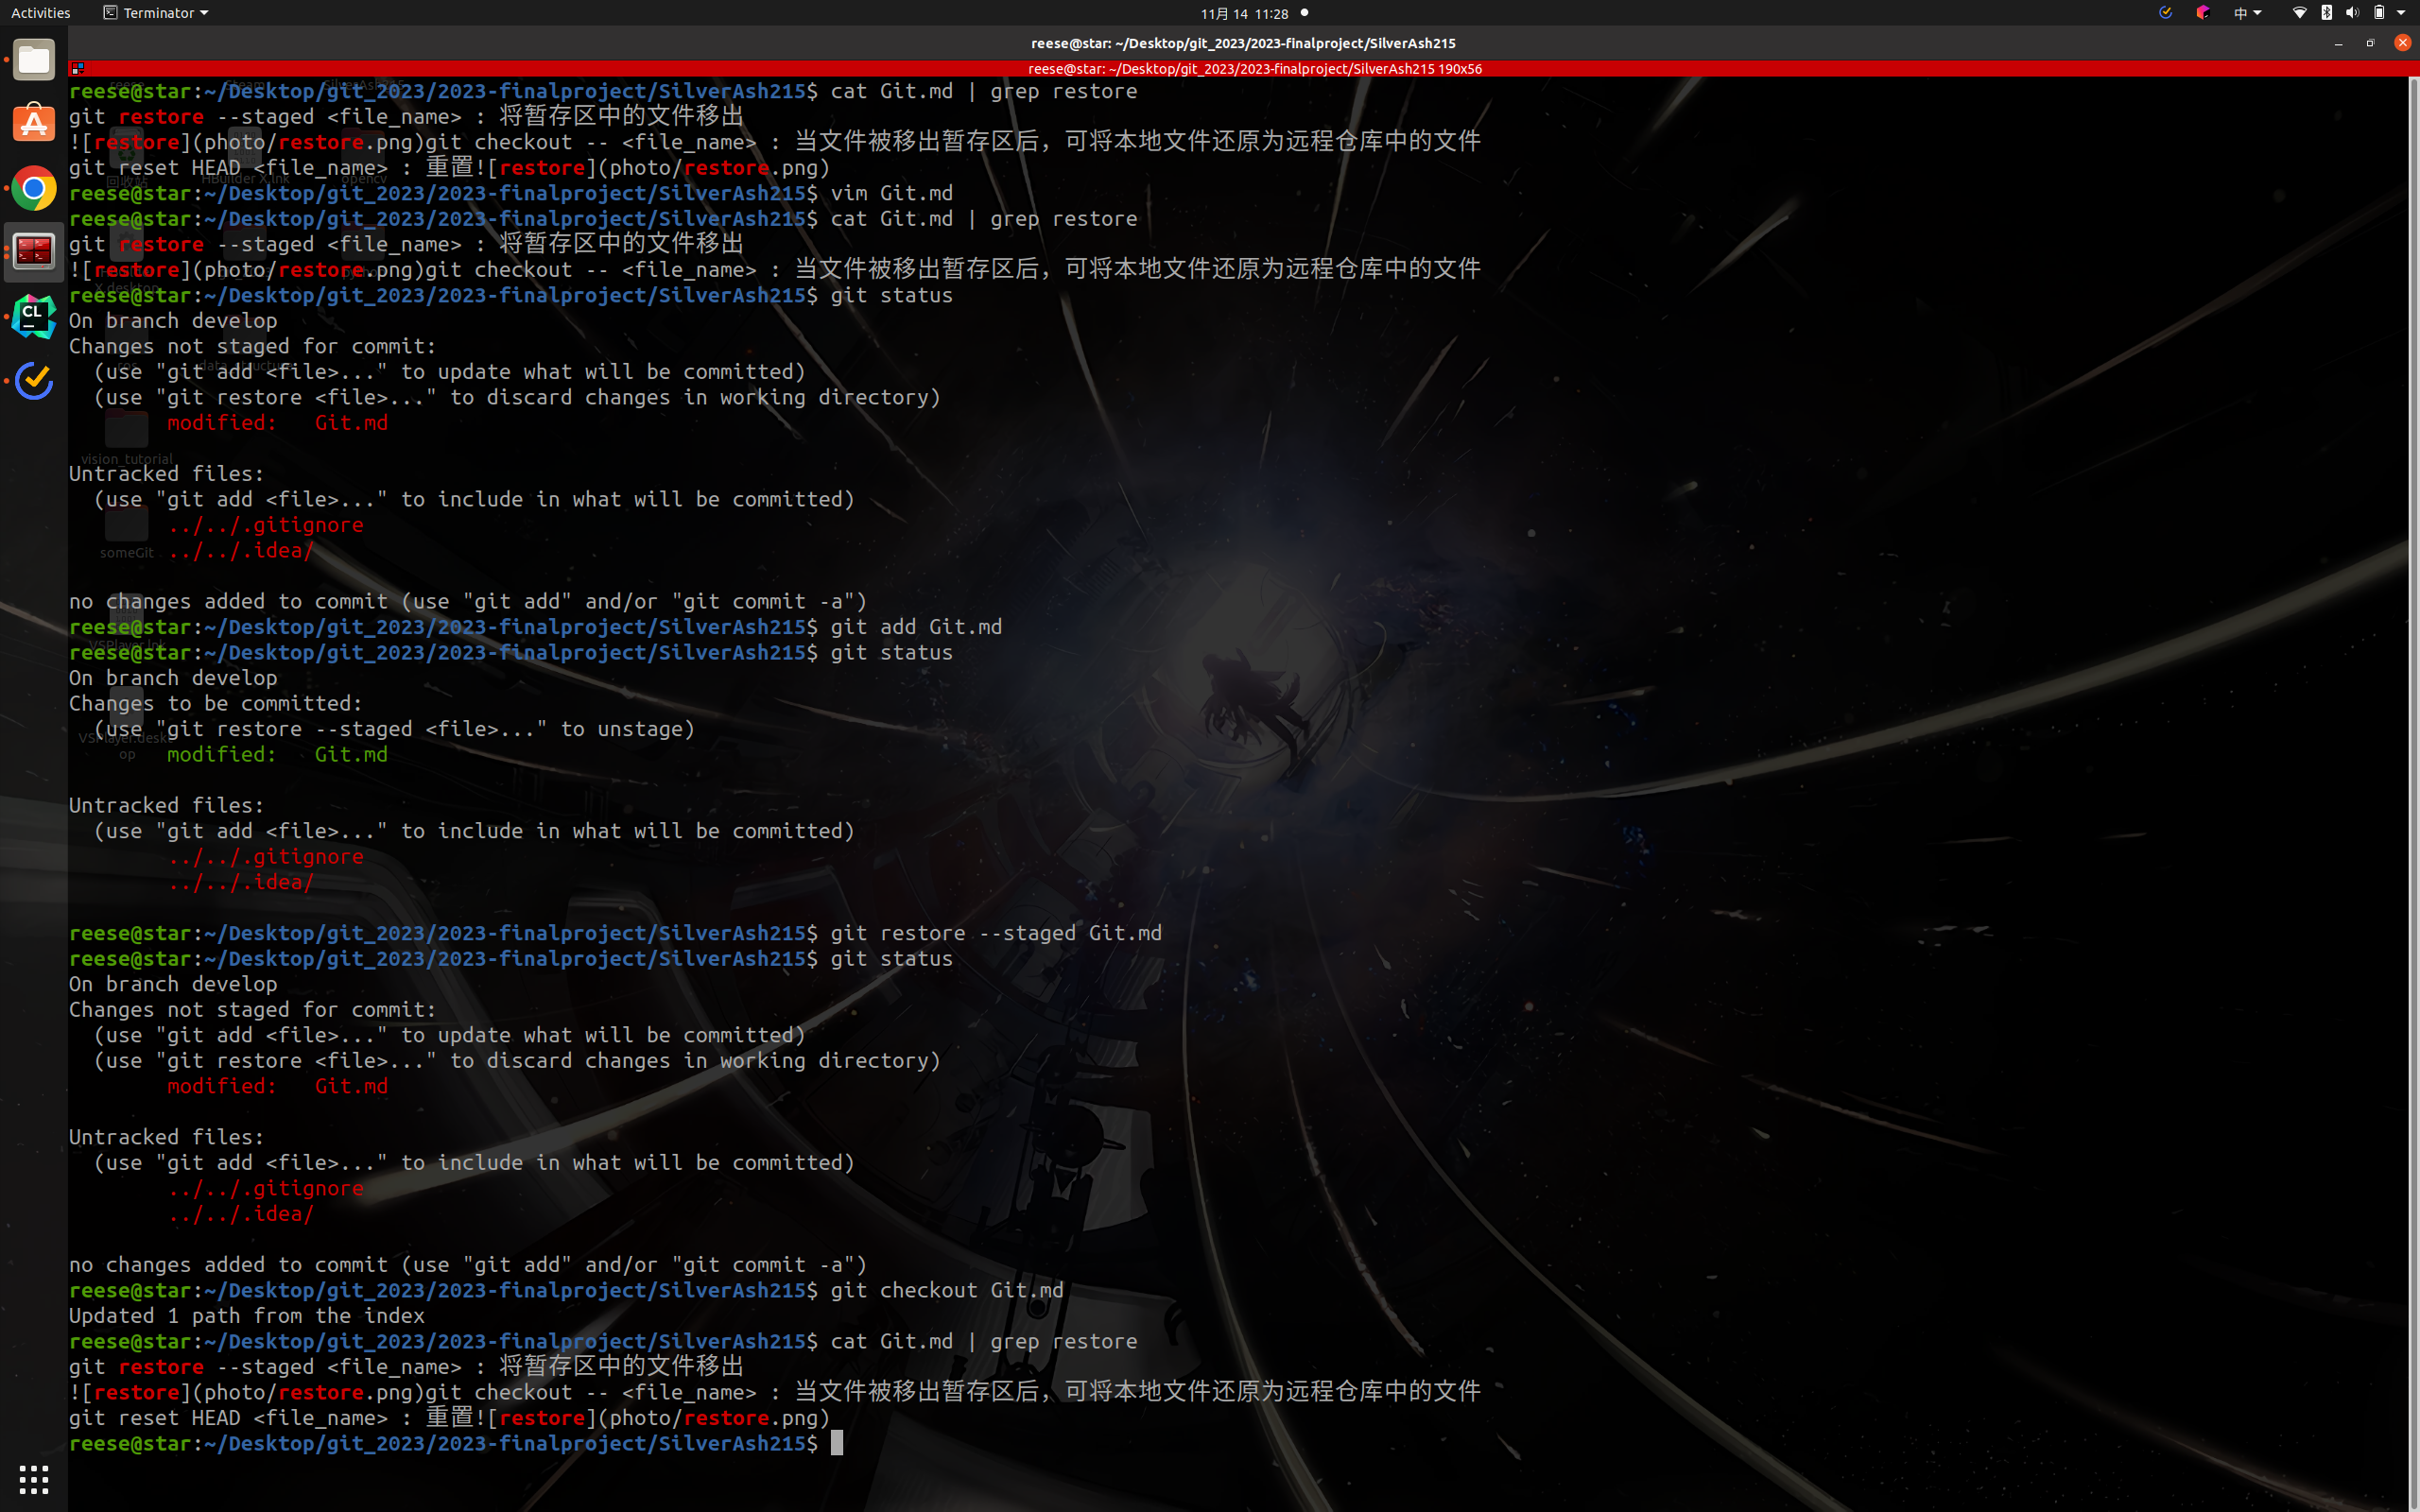 Activities
Terminator
11月 14 11:28
中
reese@star: ~/Desktop/git_2023/2023-finalproject/SilverAsh215
reese@star: ~/Desktop/git_2023/2023-finalproject/SilverAsh215 190x56
reese@star:~/Desktop/git_2023/2023-finalproject/SilverAsh215$ cat Git.md | grep restore
git restore --staged <file_name> : 将暂存区中的文件移出
![restore](photo/restore.png)git checkout -- <file_name> : 当文件被移出暂存区后，可将本地文件还原为远程仓库中的文件
git reset HEAD <file_name> : 重置![restore](photo/restore.png)
reese@star:~/Desktop/git_2023/2023-finalproject/SilverAsh215$ vim Git.md
reese@star:~/Desktop/git_2023/2023-finalproject/SilverAsh215$ cat Git.md | grep restore
git restore --staged <file_name> : 将暂存区中的文件移出
![restore](photo/restore.png)git checkout -- <file_name> : 当文件被移出暂存区后，可将本地文件还原为远程仓库中的文件
reese@star:~/Desktop/git_2023/2023-finalproject/SilverAsh215$ git status
On branch develop
Changes not staged for commit:
  (use "git add <file>..." to update what will be committed)
  (use "git restore <file>..." to discard changes in working directory)
        modified:   Git.md
vision_tutorial
Untracked files:
  (use "git add <file>..." to include in what will be committed)
        ../../.gitignore
someGit
        ../../.idea/
no changes added to commit (use "git add" and/or "git commit -a")
reese@star:~/Desktop/git_2023/2023-finalproject/SilverAsh215$ git add Git.md
reese@star:~/Desktop/git_2023/2023-finalproject/SilverAsh215$ git status
On branch develop
Changes to be committed:
  (use "git restore --staged <file>..." to unstage)
VSPlayer.desktop
        modified:   Git.md
Untracked files:
  (use "git add <file>..." to include in what will be committed)
        ../../.gitignore
        ../../.idea/
reese@star:~/Desktop/git_2023/2023-finalproject/SilverAsh215$ git restore --staged Git.md
reese@star:~/Desktop/git_2023/2023-finalproject/SilverAsh215$ git status
On branch develop
Changes not staged for commit:
  (use "git add <file>..." to update what will be committed)
  (use "git restore <file>..." to discard changes in working directory)
        modified:   Git.md
Untracked files:
  (use "git add <file>..." to include in what will be committed)
        ../../.gitignore
        ../../.idea/
no changes added to commit (use "git add" and/or "git commit -a")
reese@star:~/Desktop/git_2023/2023-finalproject/SilverAsh215$ git checkout Git.md
Updated 1 path from the index
reese@star:~/Desktop/git_2023/2023-finalproject/SilverAsh215$ cat Git.md | grep restore
git restore --staged <file_name> : 将暂存区中的文件移出
![restore](photo/restore.png)git checkout -- <file_name> : 当文件被移出暂存区后，可将本地文件还原为远程仓库中的文件
git reset HEAD <file_name> : 重置![restore](photo/restore.png)
reese@star:~/Desktop/git_2023/2023-finalproject/SilverAsh215$
CL